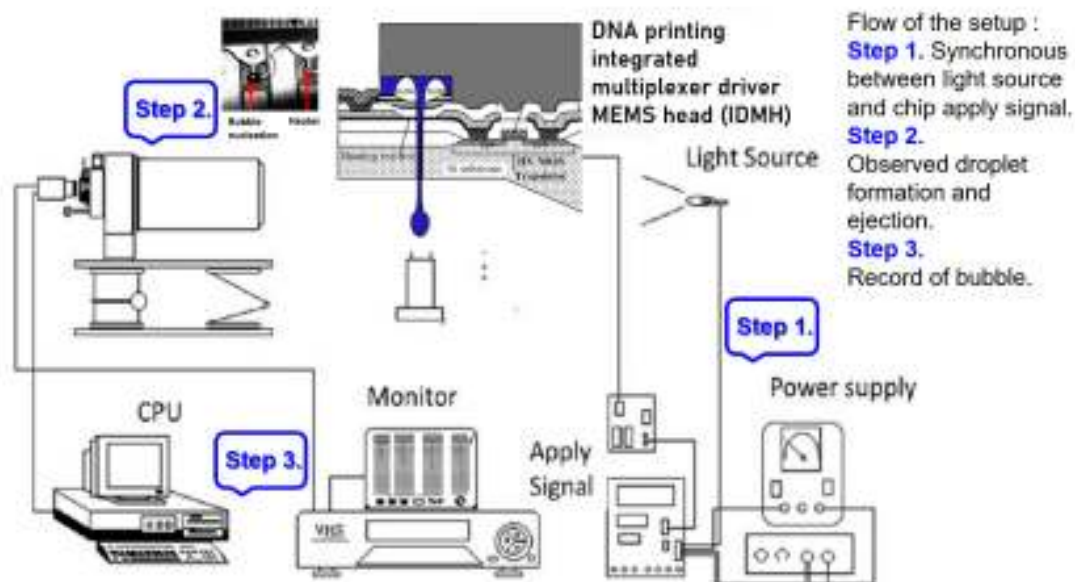 DNA printing
integrated
multiplexer driver
MEMS head (IDMH)
Flow of the setup :
Step 1. Synchronous
between light source
and chip apply signal.
Step 2.
Observed droplet
formation and
ejection.
Step 3.
Record of bubble.
Step 2.
Bubble
nucleation
Heater
Light Source
Step 1.
CPU
Monitor
Power supply
Step 3.
Apply
Signal
VHS